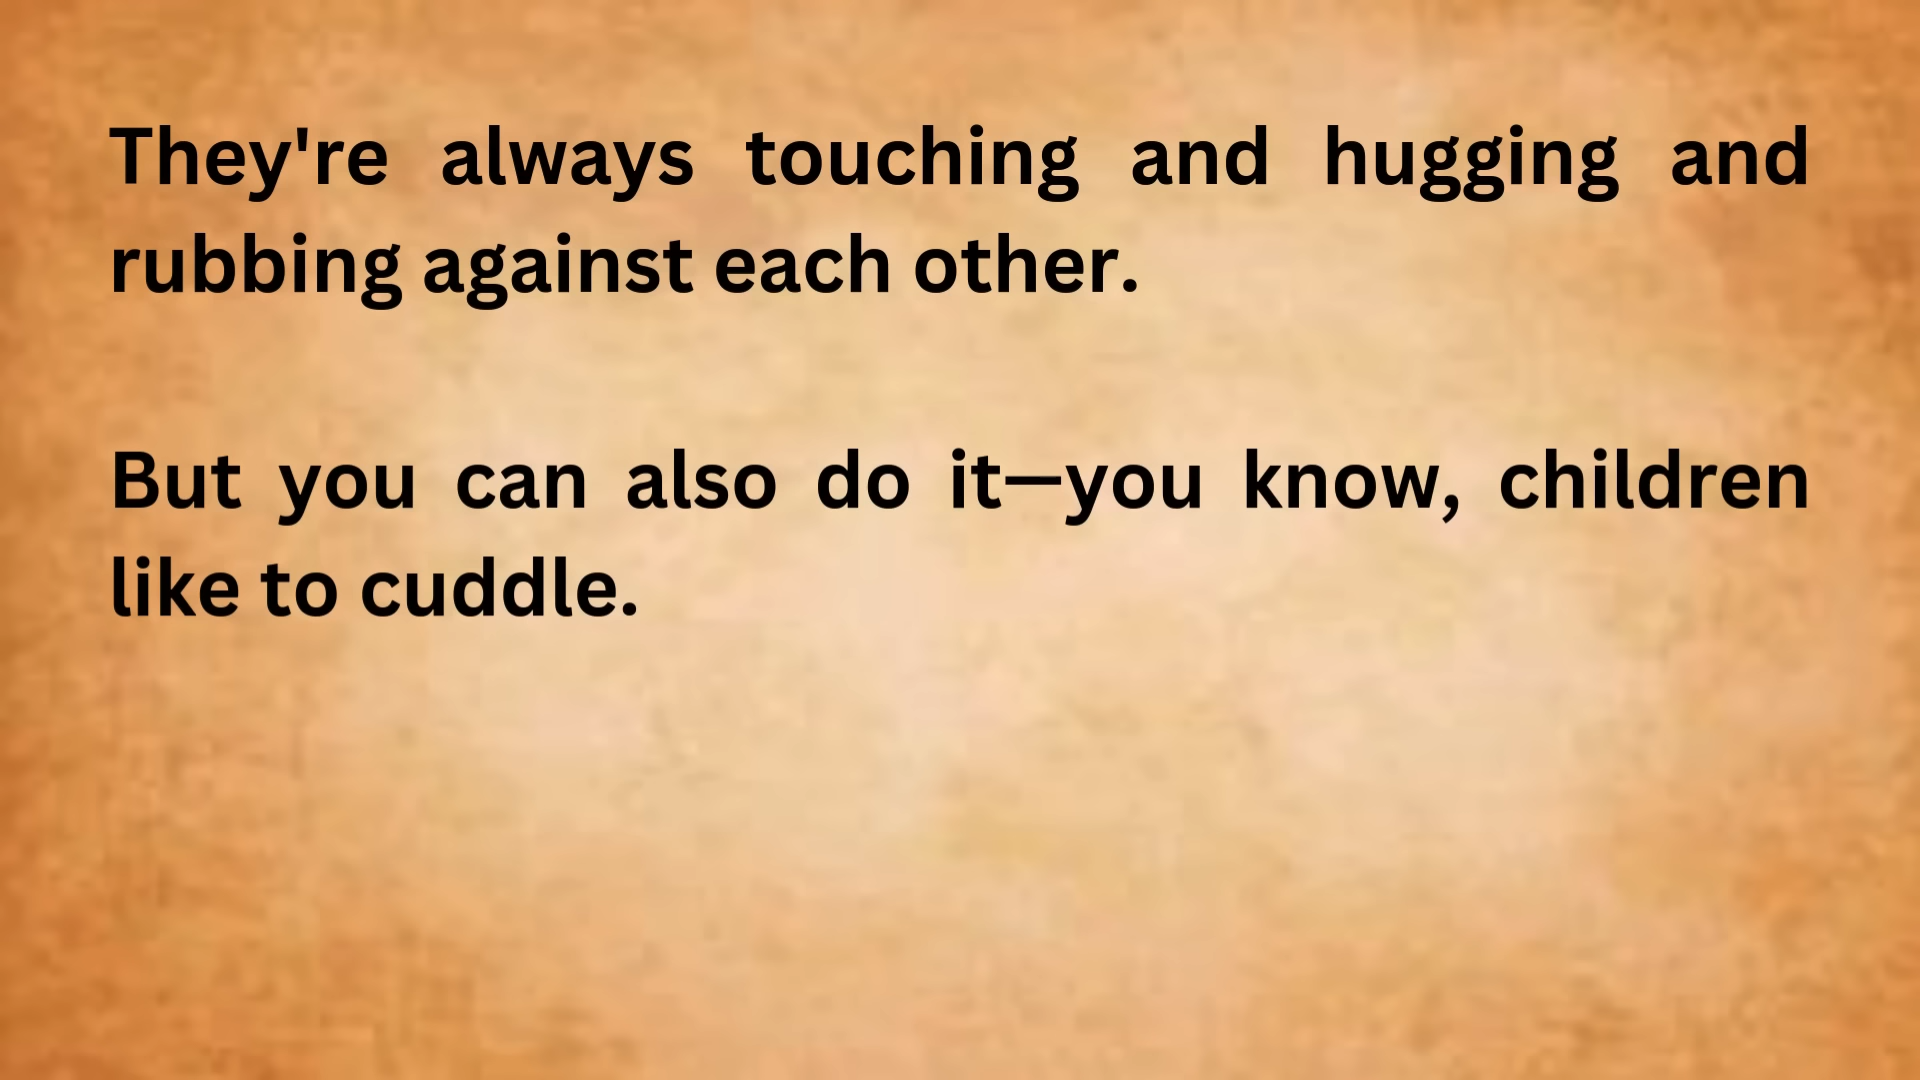 They're always touching and hugging and
rubbing against each other.
But you can also do it—you know, children
like to cuddle.